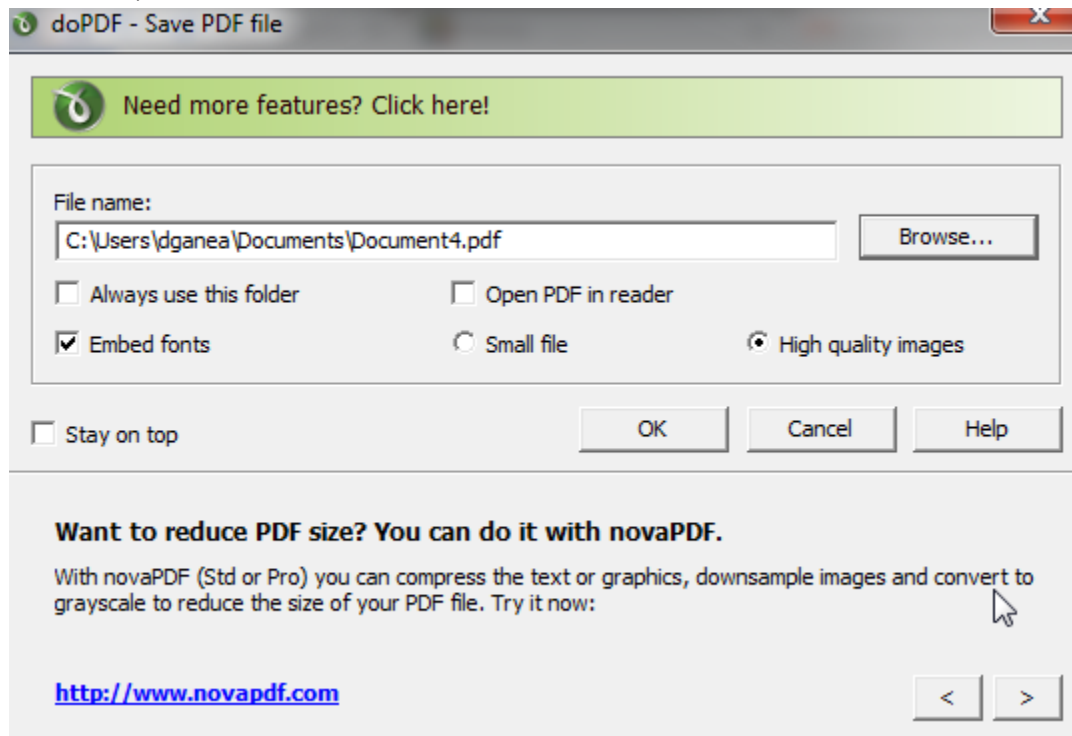 doPDF - Save PDF file
Need more features? Click here!
File name:
C:\Users\dganea\Documents\Document4.pdf
Browse...
Always use this folder
Open PDF in reader
Embed fonts
Small file
High quality images
Stay on top
OK
Cancel
Help
Want to reduce PDF size? You can do it with novaPDF.
With novaPDF (Std or Pro) you can compress the text or graphics, downsample images and convert to
grayscale to reduce the size of your PDF file. Try it now:
http://www.novapdf.com
<
>